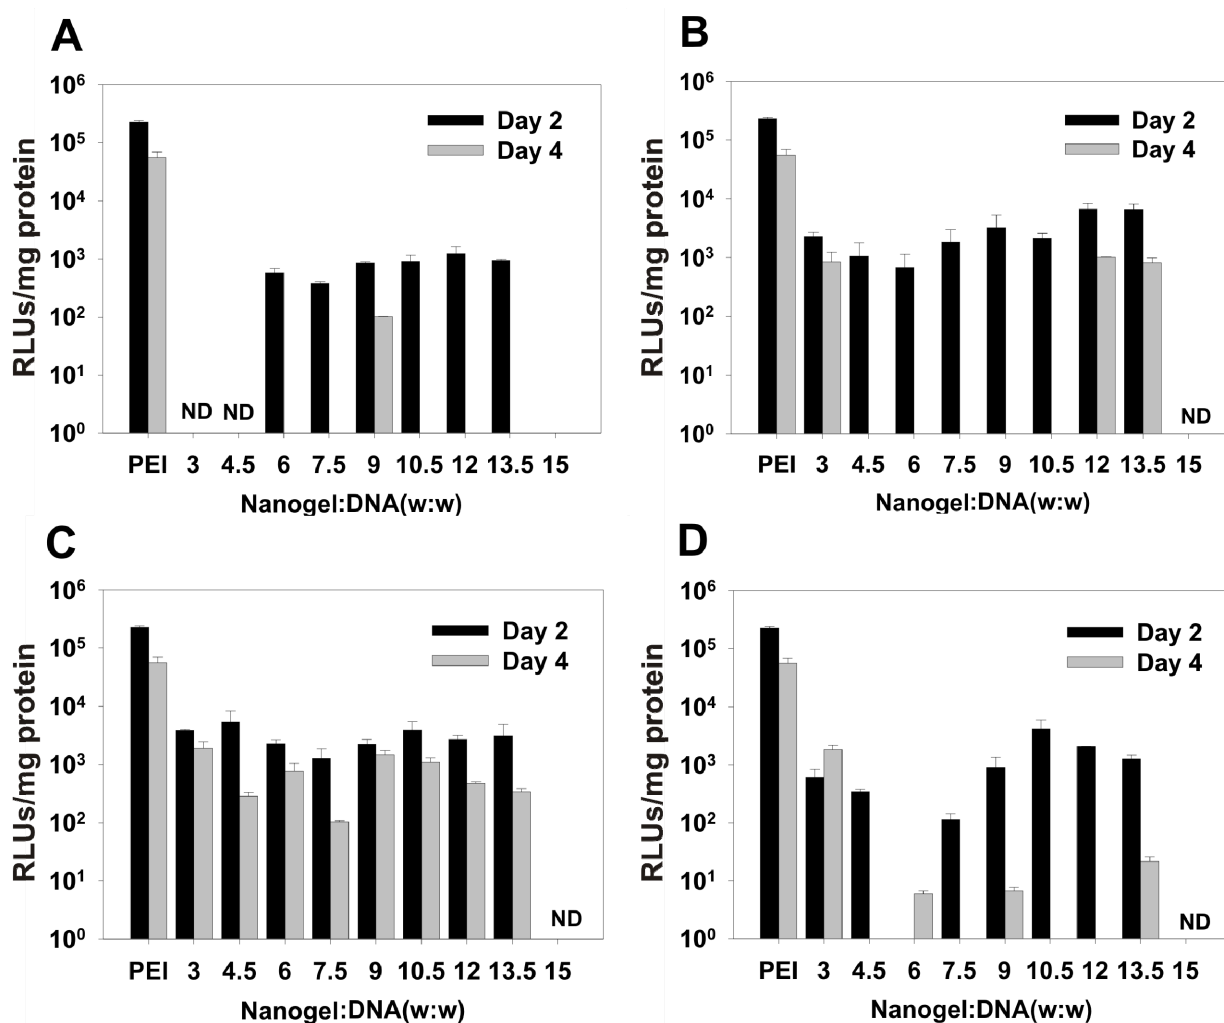 A
RLUs/mg protein
10⁶
10⁵
10⁴
10³
10²
10¹
10⁰
Day 2
Day 4
ND ND
PEI 3 4.5 6 7.5 9 10.5 12 13.5 15
Nanogel:DNA(w:w)
B
RLUs/mg protein
10⁶
10⁵
10⁴
10³
10²
10¹
10⁰
Day 2
Day 4
ND
PEI 3 4.5 6 7.5 9 10.5 12 13.5 15
Nanogel:DNA(w:w)
C
RLUs/mg protein
10⁶
10⁵
10⁴
10³
10²
10¹
10⁰
Day 2
Day 4
ND
PEI 3 4.5 6 7.5 9 10.5 12 13.5 15
Nanogel:DNA(w:w)
D
RLUs/mg protein
10⁶
10⁵
10⁴
10³
10²
10¹
10⁰
Day 2
Day 4
ND
PEI 3 4.5 6 7.5 9 10.5 12 13.5 15
Nanogel:DNA(w:w)